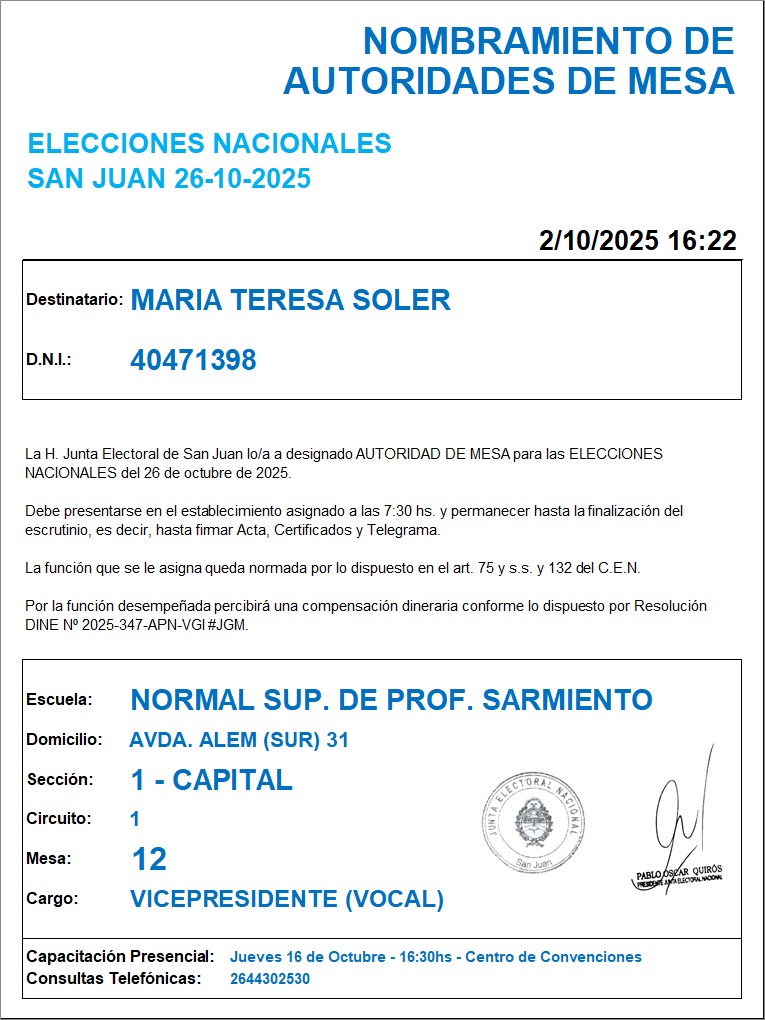 NOMBRAMIENTO DE
AUTORIDADES DE MESA
ELECCIONES NACIONALES
SAN JUAN 26-10-2025
2/10/2025 16:22
Destinatario: MARIA TERESA SOLER
D.N.I.: 40471398
La H. Junta Electoral de San Juan lo/a a designado AUTORIDAD DE MESA para las ELECCIONES
NACIONALES del 26 de octubre de 2025.
Debe presentarse en el establecimiento asignado a las 7:30 hs. y permanecer hasta la finalización del
escrutinio, es decir, hasta firmar Acta, Certificados y Telegrama.
La función que se le asigna queda normada por lo dispuesto en el art. 75 y s.s. y 132 del C.E.N.
Por la función desempeñada percibirá una compensación dineraria conforme lo dispuesto por Resolución
DINE Nº 2025-347-APN-VGI#JGM.
Escuela: NORMAL SUP. DE PROF. SARMIENTO
Domicilio: AVDA. ALEM (SUR) 31
Sección: 1 - CAPITAL
Circuito: 1
Mesa: 12
Cargo: VICEPRESIDENTE (VOCAL)
JUNTA ELECTORAL NACIONAL
San Juan
PABLO OSCAR QUIRÓS
PRESIDENTE JUNTA ELECTORAL NACIONAL
Capacitación Presencial: Jueves 16 de Octubre - 16:30hs - Centro de Convenciones
Consultas Telefónicas: 2644302530